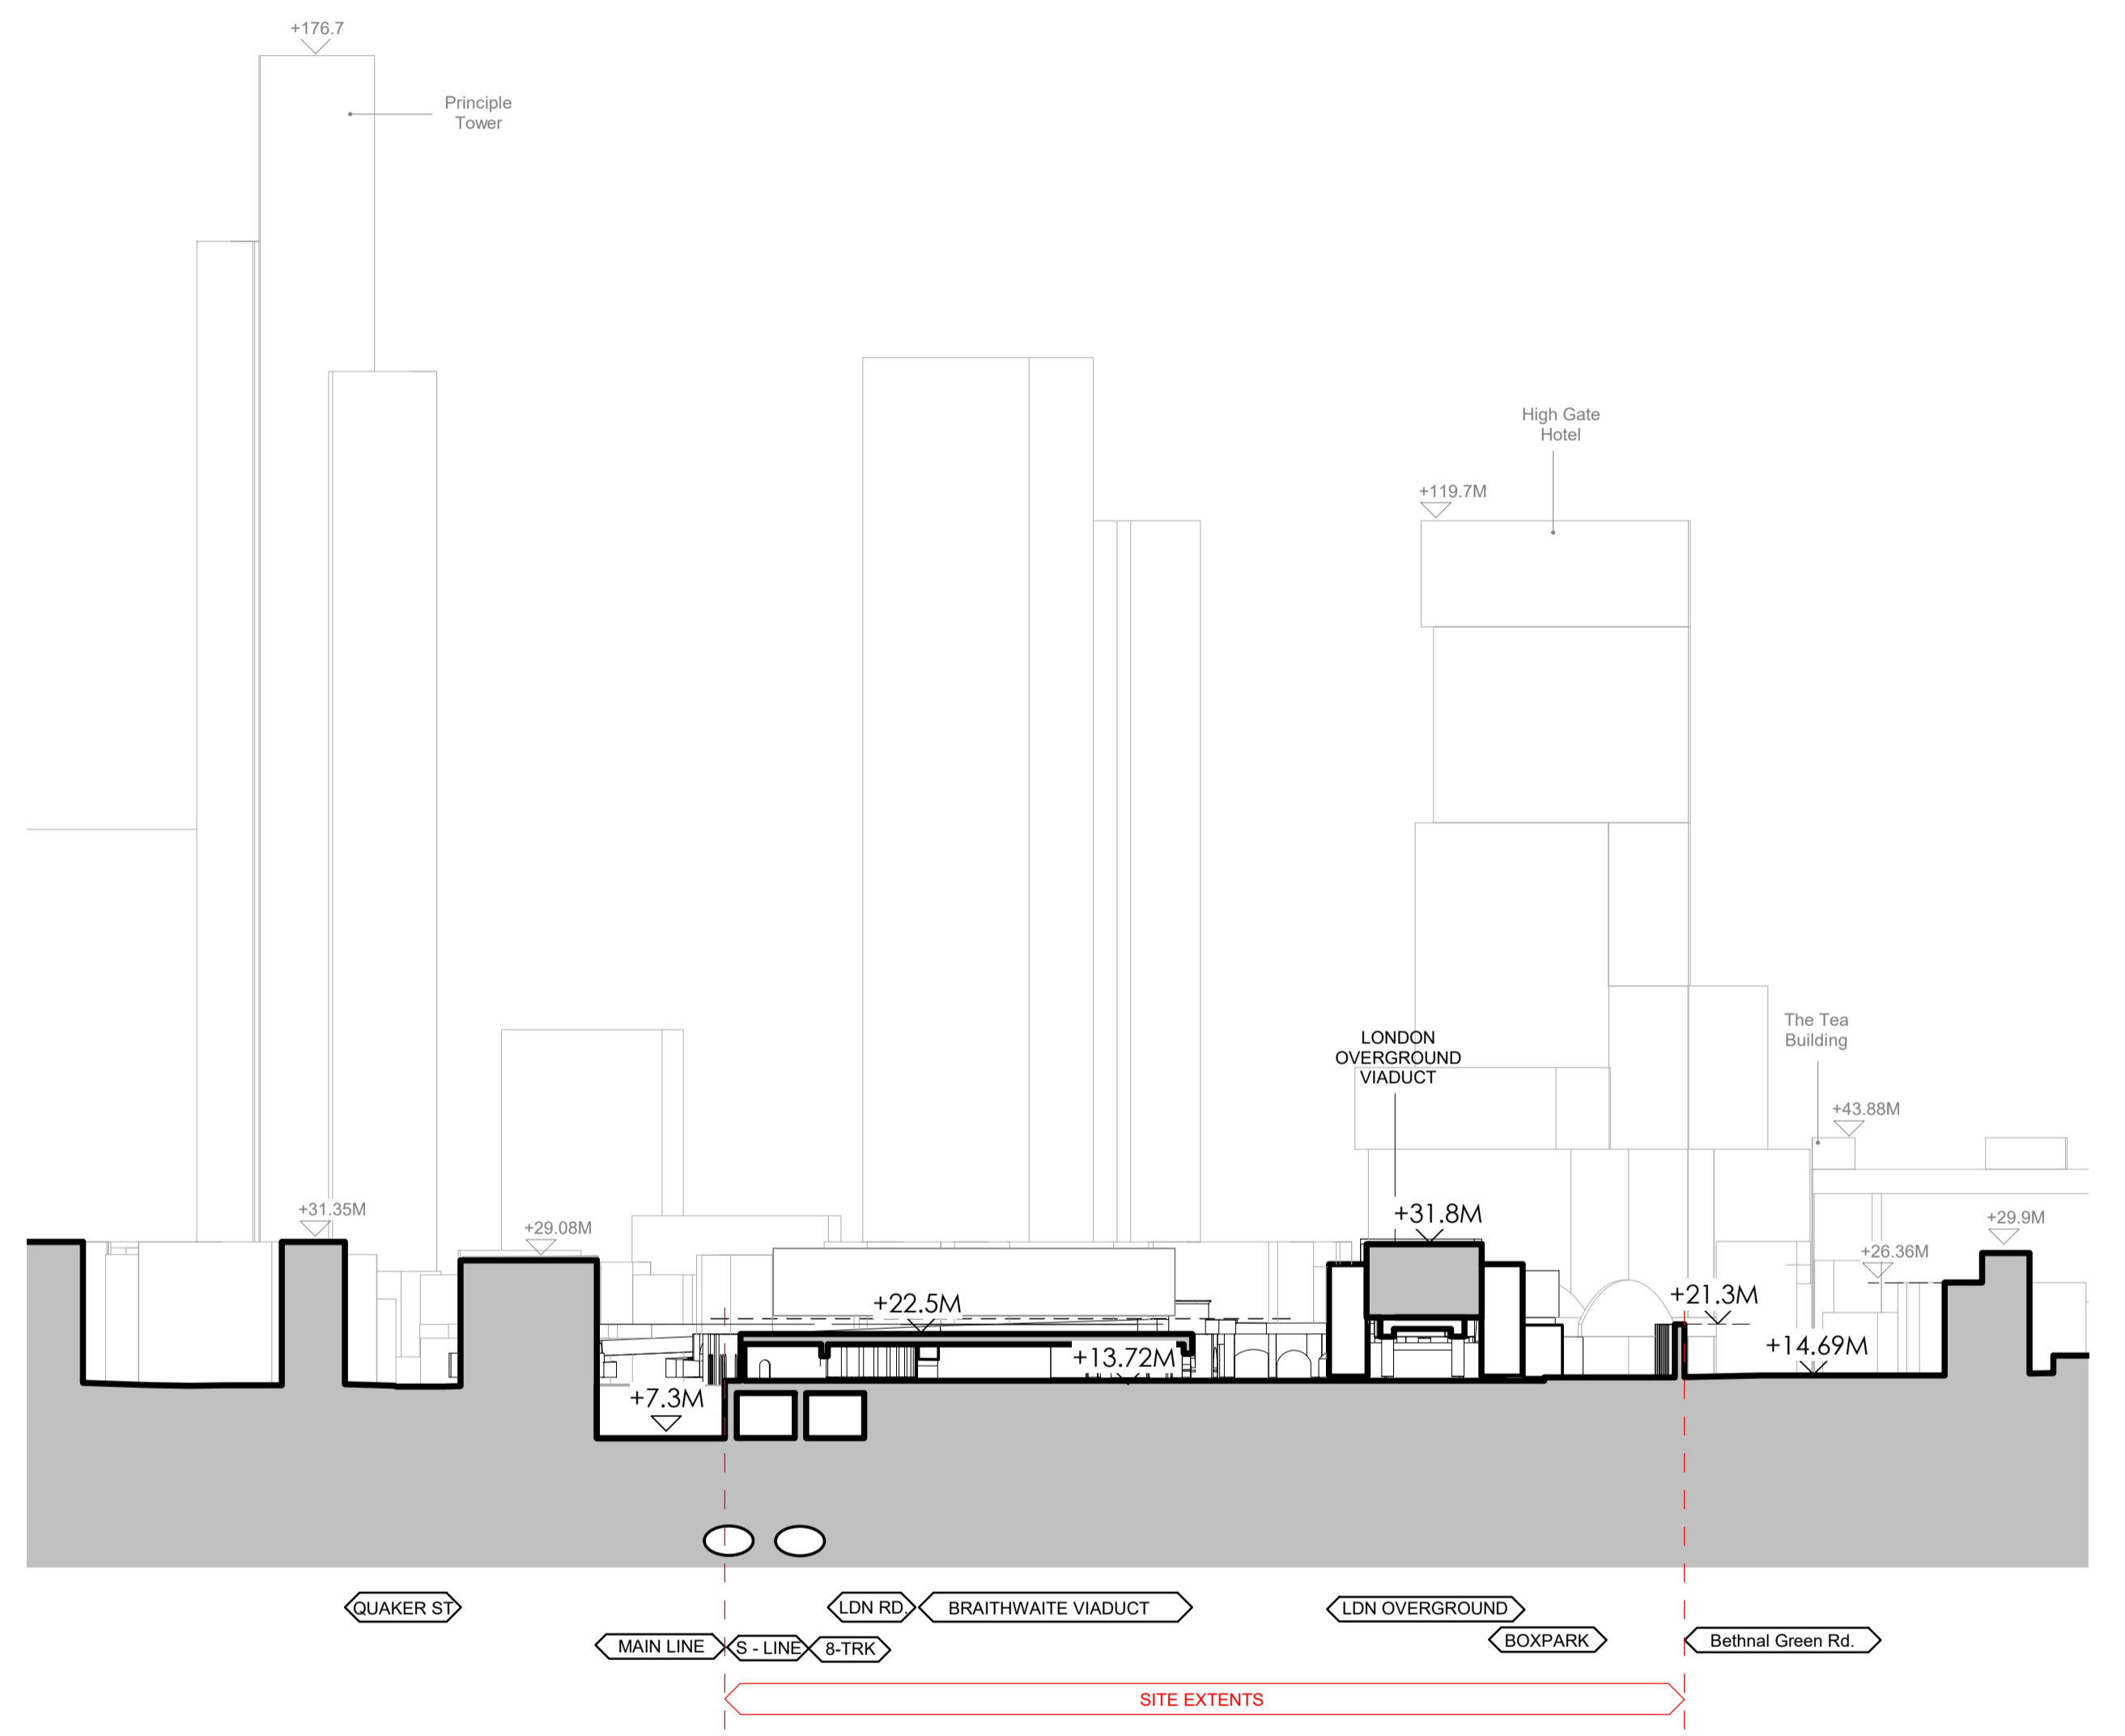 +176.7
Principle
Tower
High Gate
Hotel
+119.7M
The Tea
Building
LONDON
OVERGROUND
VIADUCT
+43.88M
+31.35M
+29.08M
+31.8M
+29.9M
+26.36M
+22.5M
+21.3M
+13.72M
+14.69M
+7.3M
QUAKER ST
LDN RD.
BRAITHWAITE VIADUCT
LDN OVERGROUND
MAIN LINE
S - LINE
8-TRK
BOXPARK
Bethnal Green Rd.
SITE EXTENTS